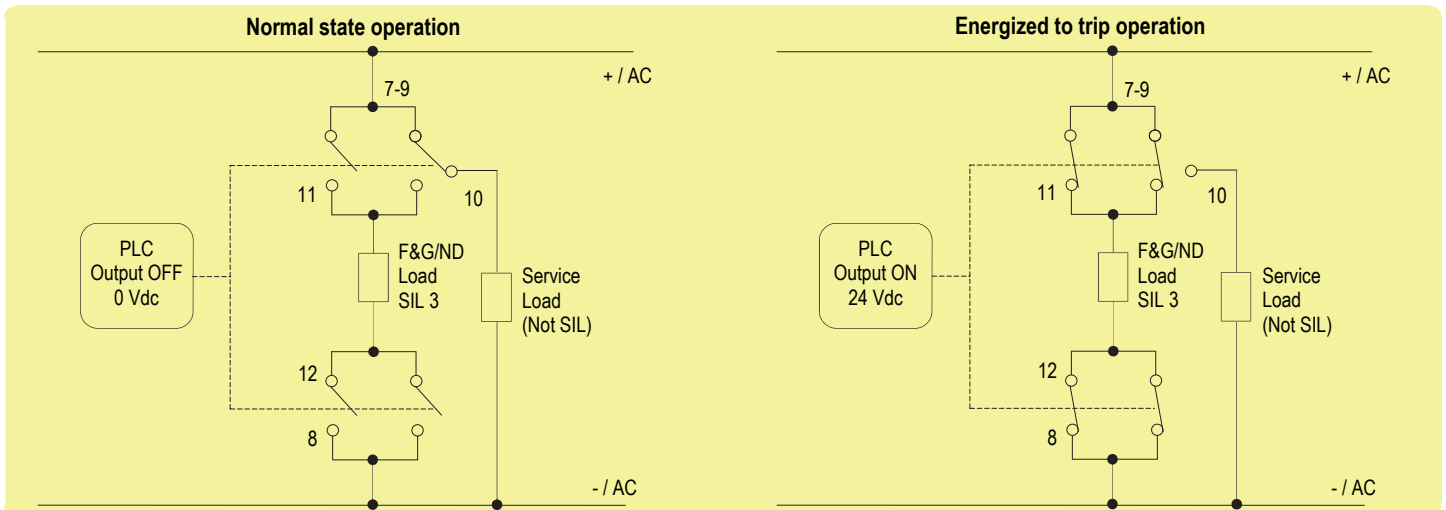 Normal state operation
+ / AC
7-9
11
10
PLC
Output OFF
0 Vdc
F&G/ND
Load
SIL 3
Service
Load
(Not SIL)
12
8
- / AC
Energized to trip operation
+ / AC
7-9
11
10
PLC
Output ON
24 Vdc
F&G/ND
Load
SIL 3
Service
Load
(Not SIL)
12
8
- / AC